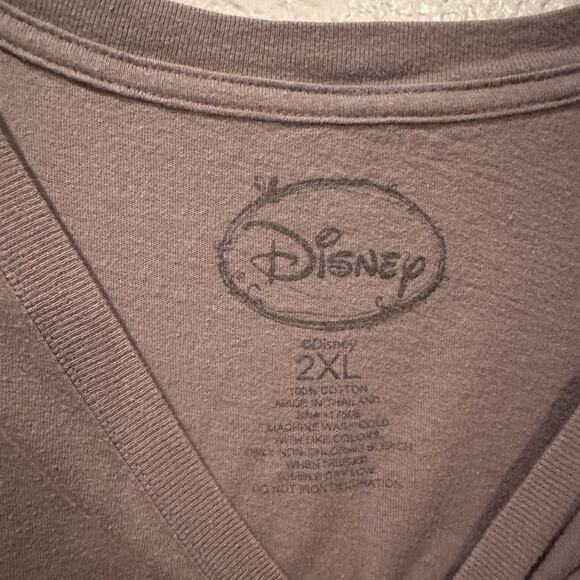 Disney
©Disney
2XL
100% COTTON
MADE IN THAILAND
MACHINE WASH COLD
WITH LIKE COLORS.
ONLY NON-CHLORINE BLEACH
WHEN NEEDED
TUMBLE DRY LOW.
DO NOT IRON DECORATION.